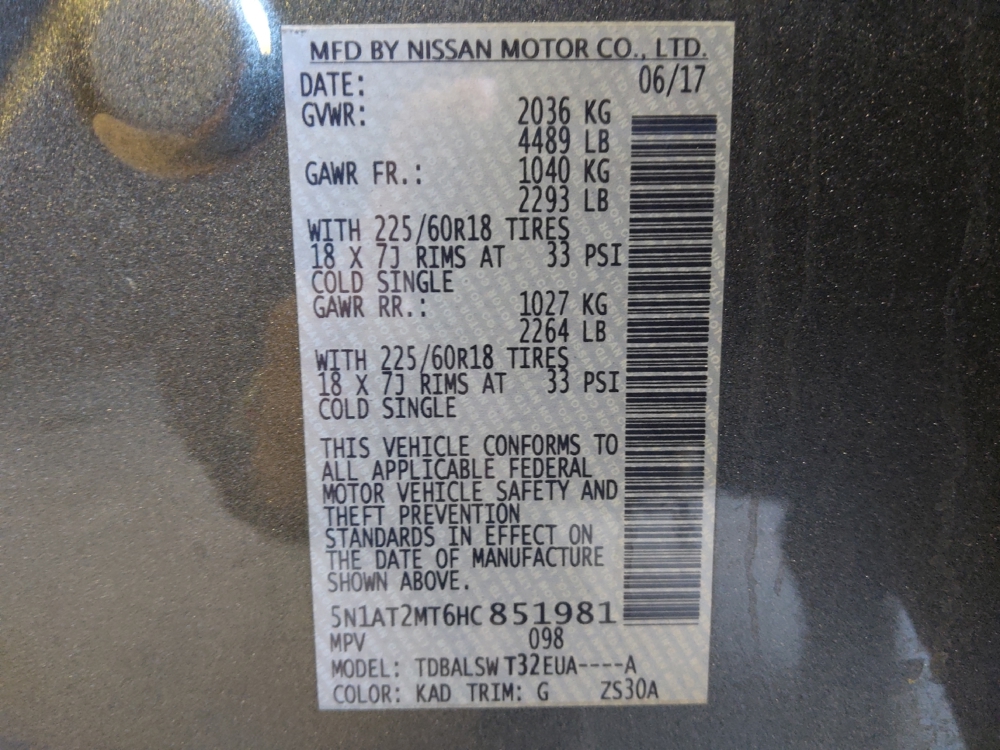 MFD BY NISSAN MOTOR CO., LTD.
DATE: 06/17
GVWR: 2036 KG
4489 LB
GAWR FR.: 1040 KG
2293 LB
WITH 225/60R18 TIRES
18 X 7J RIMS AT 33 PSI
COLD SINGLE
GAWR RR.: 1027 KG
2264 LB
WITH 225/60R18 TIRES
18 X 7J RIMS AT 33 PSI
COLD SINGLE
THIS VEHICLE CONFORMS TO
ALL APPLICABLE FEDERAL
MOTOR VEHICLE SAFETY AND
THEFT PREVENTION
STANDARDS IN EFFECT ON
THE DATE OF MANUFACTURE
SHOWN ABOVE.
5N1AT2MT6HC851981
MPV 098
MODEL: TDBALSW T32EUA----A
COLOR: KAD TRIM: G ZS30A